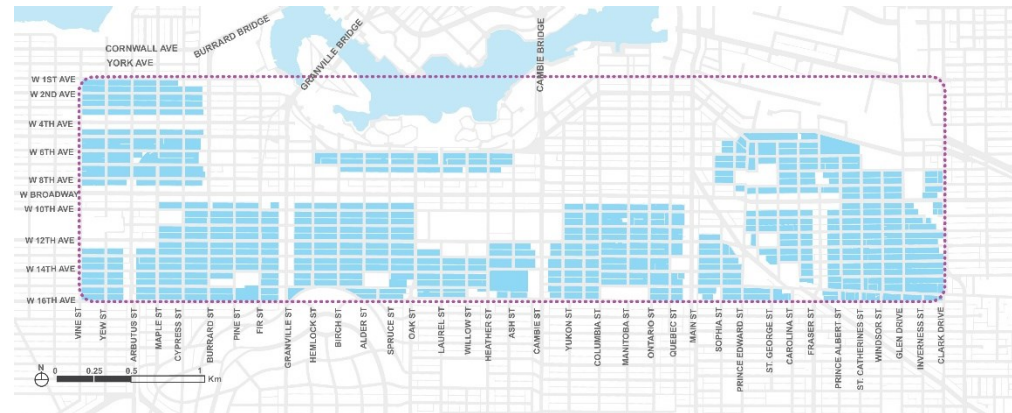 CORNWALL AVE
YORK AVE
BURRARD BRIDGE
GRANVILLE BRIDGE
CAMBIE BRIDGE
W 1ST AVE
W 2ND AVE
W 4TH AVE
W 6TH AVE
W 8TH AVE
W BROADWAY
W 10TH AVE
W 12TH AVE
W 14TH AVE
W 16TH AVE
VINE ST
YEW ST
ARBUTUS ST
MAPLE ST
CYPRESS ST
BURRARD ST
PINE ST
FIR ST
GRANVILLE ST
HEMLOCK ST
BIRCH ST
ALDER ST
SPRUCE ST
OAK ST
LAUREL ST
WILLOW ST
HEATHER ST
ASH ST
CAMBIE ST
YUKON ST
COLUMBIA ST
MANITOBA ST
ONTARIO ST
QUEBEC ST
MAIN ST
SOPHIA ST
PRINCE EDWARD ST
ST. GEORGE ST
CAROLINA ST
FRASER ST
PRINCE ALBERT ST
ST. CATHERINES ST
WINDSOR ST
GLEN DRIVE
INVERNESS ST
CLARK DRIVE
N
0 0.25 0.5 1
Km